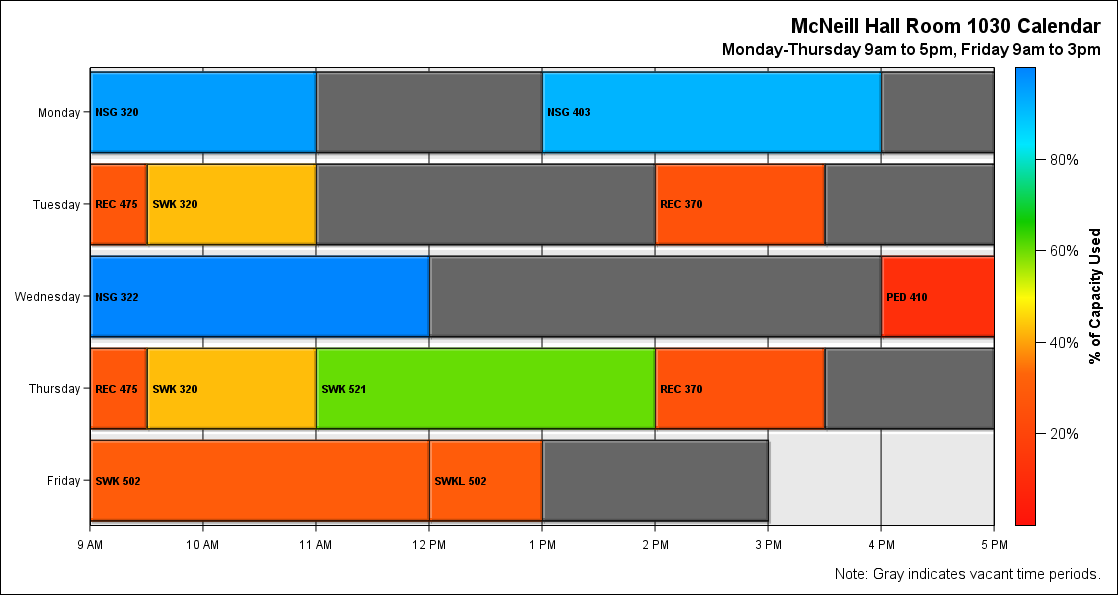 McNeill Hall Room 1030 Calendar
Monday-Thursday 9am to 5pm, Friday 9am to 3pm
Monday
NSG 320
NSG 403
Tuesday
REC 475
SWK 320
REC 370
Wednesday
NSG 322
PED 410
Thursday
REC 475
SWK 320
SWK 521
REC 370
Friday
SWK 502
SWKL 502
9 AM
10 AM
11 AM
12 PM
1 PM
2 PM
3 PM
4 PM
5 PM
80%
60%
40%
20%
% of Capacity Used
Note: Gray indicates vacant time periods.